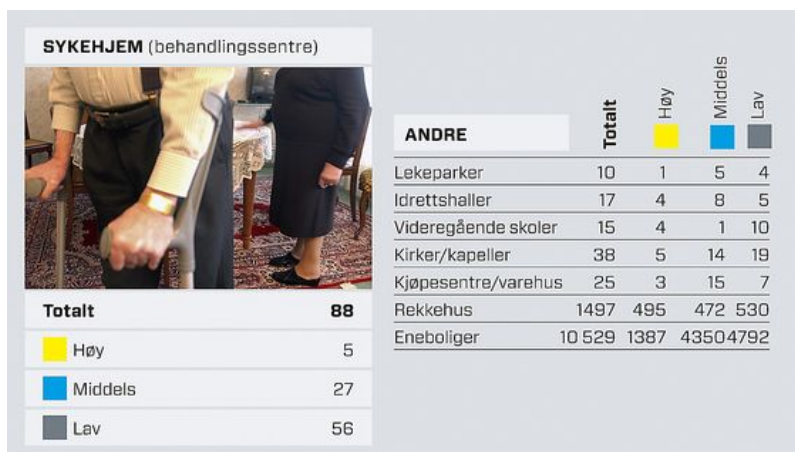 SYKEHJEM (behandlingssentre)
Totalt 88
Høy 5
Middels 27
Lav 56
ANDRE Totalt Høy Middels Lav
Lekeparker 10 1 5 4
Idrettshaller 17 4 8 5
Videregående skoler 15 4 1 10
Kirker/kapeller 38 5 14 19
Kjøpesentre/varehus 25 3 15 7
Rekkehus 1497 495 472 530
Eneboliger 10 529 1387 4350 4792